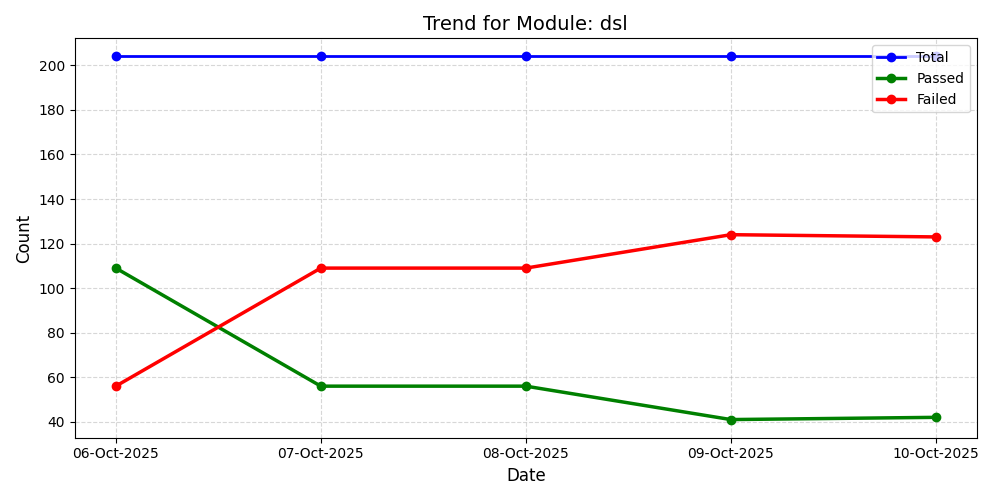 Trend for Module: dsl
Total
Passed
Failed
200
180
160
140
120
100
80
60
40
Count
06-Oct-2025 07-Oct-2025 08-Oct-2025 09-Oct-2025 10-Oct-2025
Date